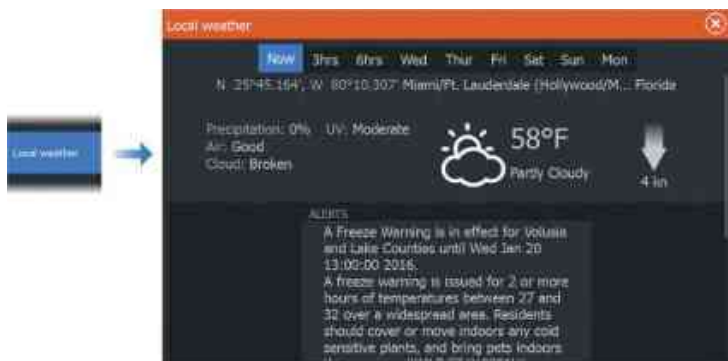 Local weather
Local weather
Now 3hrs 6hrs Wed Thur Fri Sat Sun Mon
N 25°45.164', W 80°10.307' Miami/Ft. Lauderdale (Hollywood/M... Florida
Precipitation: 0% UV: Moderate
Air: Good
Cloud: Broken
58°F
Partly Cloudy
4 kn
ALERTS
A Freeze Warning is in effect for Volusia
and Lake Counties until Wed Jan 20
13:00:00 2016.
A freeze warning is issued for 2 or more
hours of temperatures between 27 and
32 over a widespread area. Residents
should cover or move indoors any cold
sensitive plants, and bring pets indoors